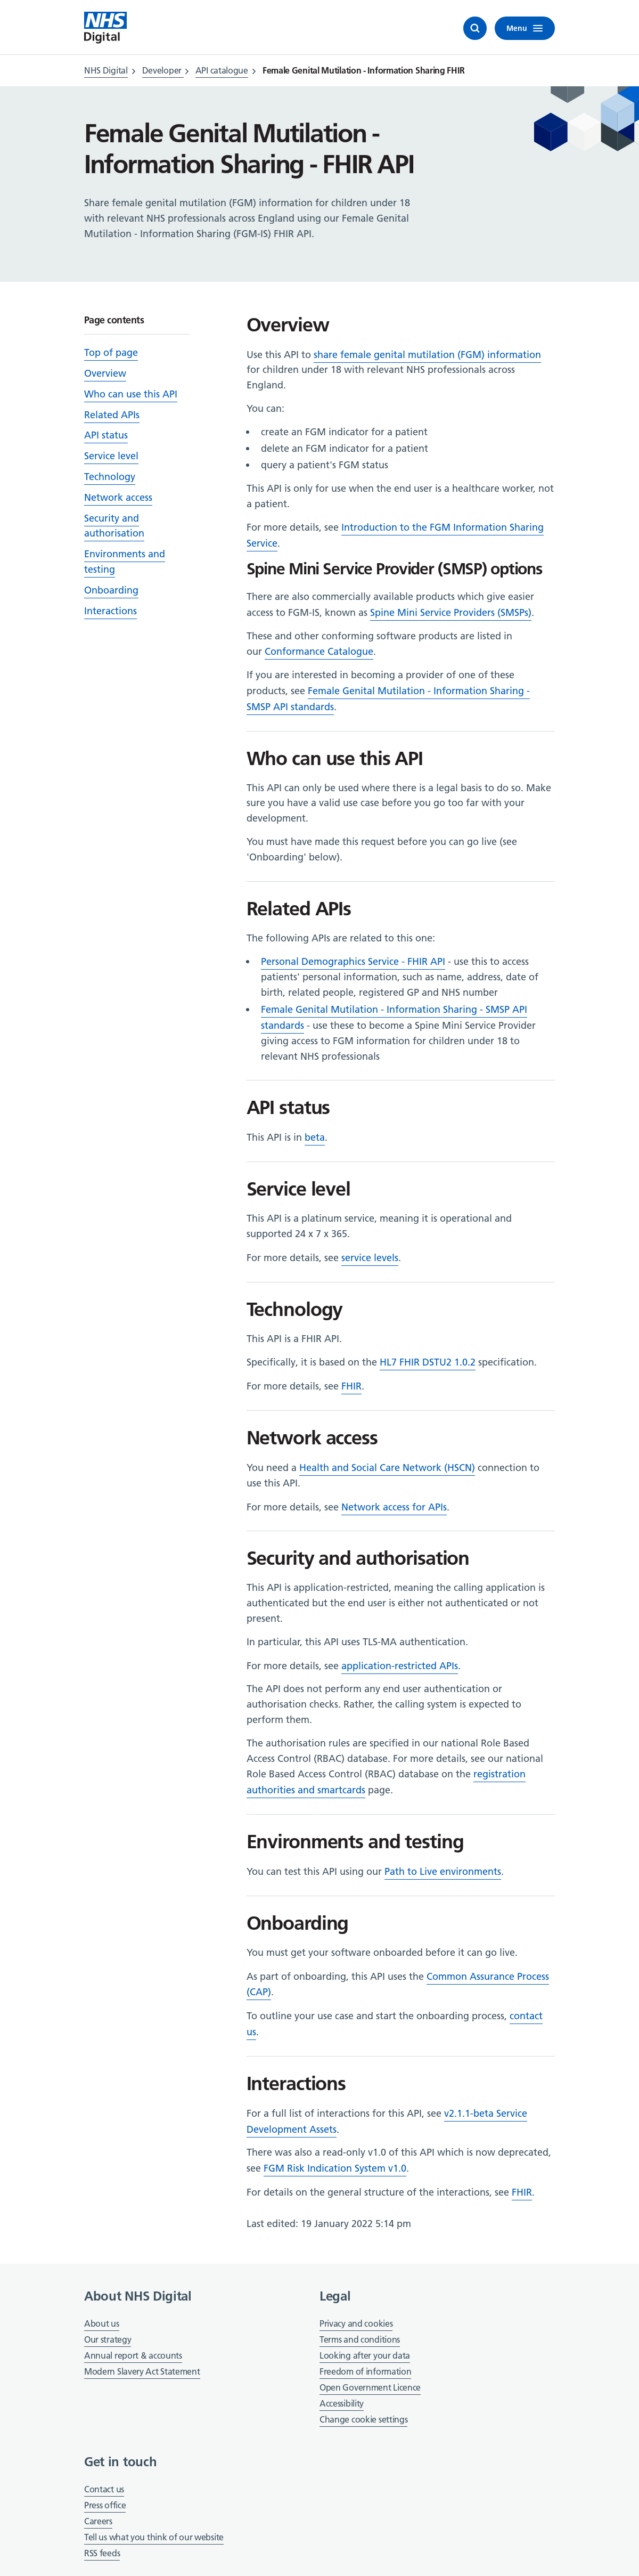 NHS
Digital
Menu
NHS Digital
Developer
API catalogue
Female Genital Mutilation - Information Sharing FHIR
Female Genital Mutilation -
Information Sharing - FHIR API
Share female genital mutilation (FGM) information for children under 18
with relevant NHS professionals across England using our Female Genital
Mutilation - Information Sharing (FGM-IS) FHIR API.
Page contents
Top of page
Overview
Who can use this API
Related APIs
API status
Service level
Technology
Network access
Security and
authorisation
Environments and
testing
Onboarding
Interactions
Overview
Use this API to share female genital mutilation (FGM) information
for children under 18 with relevant NHS professionals across
England.
You can:
• create an FGM indicator for a patient
• delete an FGM indicator for a patient
• query a patient's FGM status
This API is only for use when the end user is a healthcare worker, not
a patient.
For more details, see Introduction to the FGM Information Sharing
Service.
Spine Mini Service Provider (SMSP) options
There are also commercially available products which give easier
access to FGM-IS, known as Spine Mini Service Providers (SMSPs).
These and other conforming software products are listed in
our Conformance Catalogue.
If you are interested in becoming a provider of one of these
products, see Female Genital Mutilation - Information Sharing -
SMSP API standards.
Who can use this API
This API can only be used where there is a legal basis to do so. Make
sure you have a valid use case before you go too far with your
development.
You must have made this request before you can go live (see
'Onboarding' below).
Related APIs
The following APIs are related to this one:
• Personal Demographics Service - FHIR API - use this to access
patients' personal information, such as name, address, date of
birth, related people, registered GP and NHS number
• Female Genital Mutilation - Information Sharing - SMSP API
standards - use these to become a Spine Mini Service Provider
giving access to FGM information for children under 18 to
relevant NHS professionals
API status
This API is in beta.
Service level
This API is a platinum service, meaning it is operational and
supported 24 x 7 x 365.
For more details, see service levels.
Technology
This API is a FHIR API.
Specifically, it is based on the HL7 FHIR DSTU2 1.0.2 specification.
For more details, see FHIR.
Network access
You need a Health and Social Care Network (HSCN) connection to
use this API.
For more details, see Network access for APIs.
Security and authorisation
This API is application-restricted, meaning the calling application is
authenticated but the end user is either not authenticated or not
present.
In particular, this API uses TLS-MA authentication.
For more details, see application-restricted APIs.
The API does not perform any end user authentication or
authorisation checks. Rather, the calling system is expected to
perform them.
The authorisation rules are specified in our national Role Based
Access Control (RBAC) database. For more details, see our national
Role Based Access Control (RBAC) database on the registration
authorities and smartcards page.
Environments and testing
You can test this API using our Path to Live environments.
Onboarding
You must get your software onboarded before it can go live.
As part of onboarding, this API uses the Common Assurance Process
(CAP).
To outline your use case and start the onboarding process, contact
us.
Interactions
For a full list of interactions for this API, see v2.1.1-beta Service
Development Assets.
There was also a read-only v1.0 of this API which is now deprecated,
see FGM Risk Indication System v1.0.
For details on the general structure of the interactions, see FHIR.
Last edited: 19 January 2022 5:14 pm
About NHS Digital
About us
Our strategy
Annual report & accounts
Modern Slavery Act Statement
Legal
Privacy and cookies
Terms and conditions
Looking after your data
Freedom of information
Open Government Licence
Accessibility
Change cookie settings
Get in touch
Contact us
Press office
Careers
Tell us what you think of our website
RSS feeds